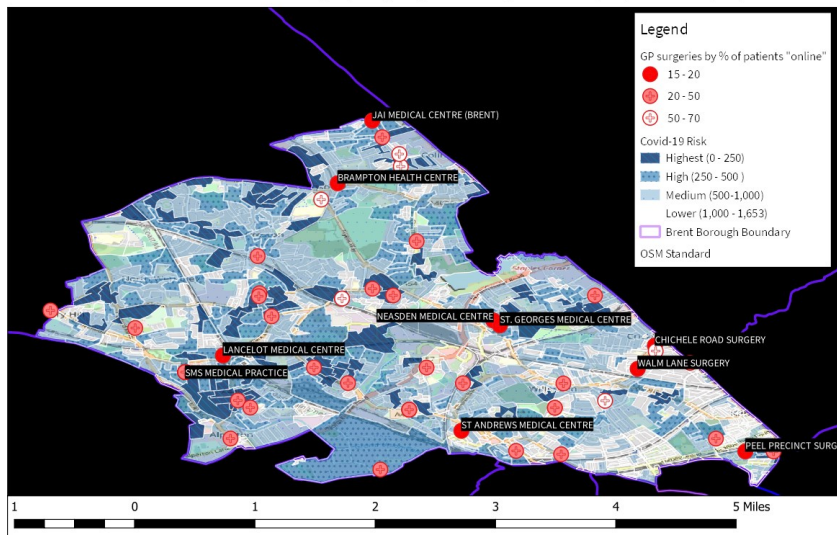 Legend
GP surgeries by % of patients "online"
15 - 20
20 - 50
50 - 70
Covid-19 Risk
Highest (0 - 250)
High (250 - 500 )
Medium (500-1,000)
Lower (1,000 - 1,653)
Brent Borough Boundary
OSM Standard
JAI MEDICAL CENTRE (BRENT)
BRAMPTON HEALTH CENTRE
NEASDEN MEDICAL CENTRE
ST. GEORGES MEDICAL CENTRE
CHICHELE ROAD SURGERY
LANCELOT MEDICAL CENTRE
WALM LANE SURGERY
SMS MEDICAL PRACTICE
ST ANDREWS MEDICAL CENTRE
PEEL PRECINCT SURG
1 0 1 2 3 4 5 Miles